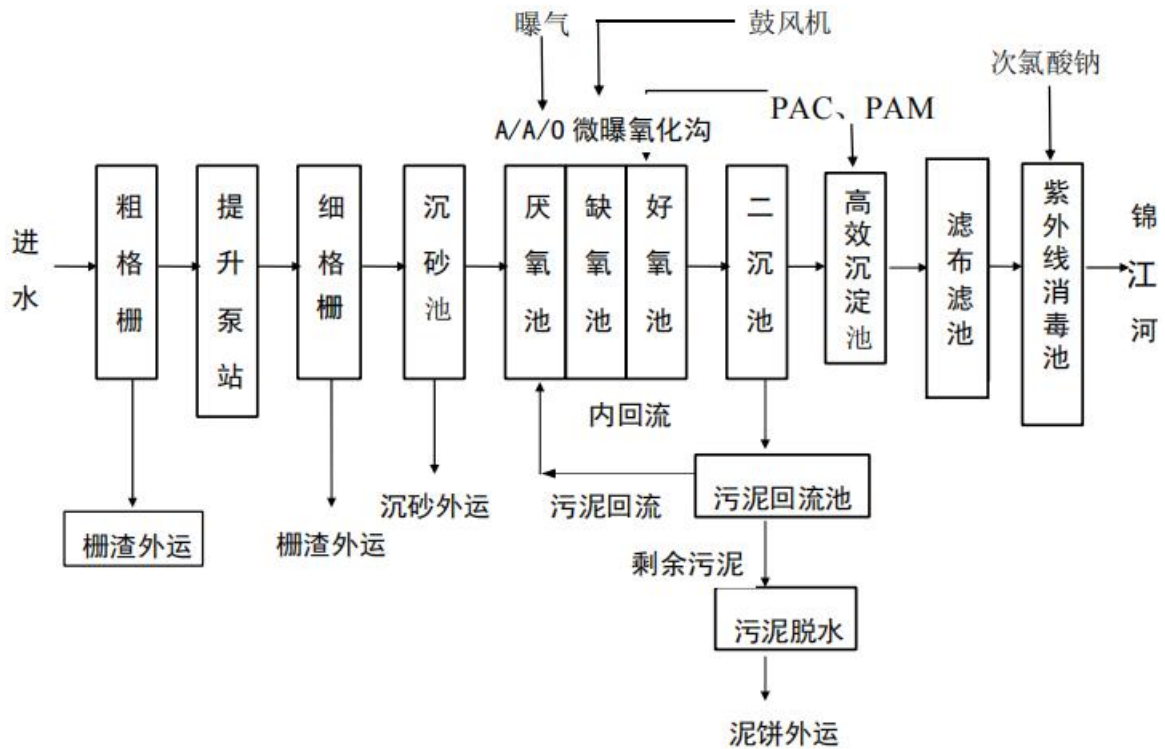 曝气
鼓风机
次氯酸钠
PAC、PAM
A/A/O 微曝氧化沟
进水
粗格栅
提升泵站
细格栅
沉砂池
厌氧池
缺氧池
好氧池
二沉池
高效沉淀池
滤布滤池
紫外线消毒池
锦江河
内回流
栅渣外运
栅渣外运
沉砂外运
污泥回流
污泥回流池
剩余污泥
污泥脱水
泥饼外运